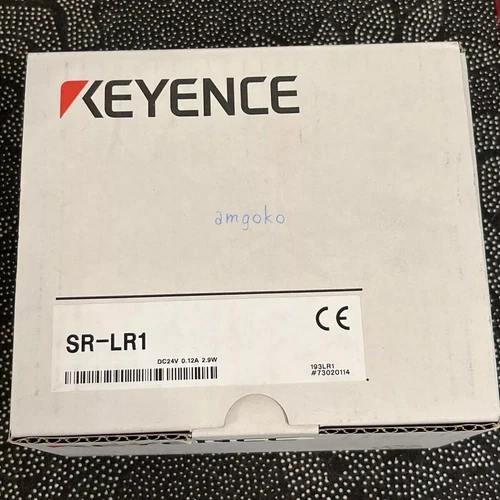 KEYENCE
amgoko
CE
SR-LR1
DC24V 0.12A 2.9W
193LR1
#73020114